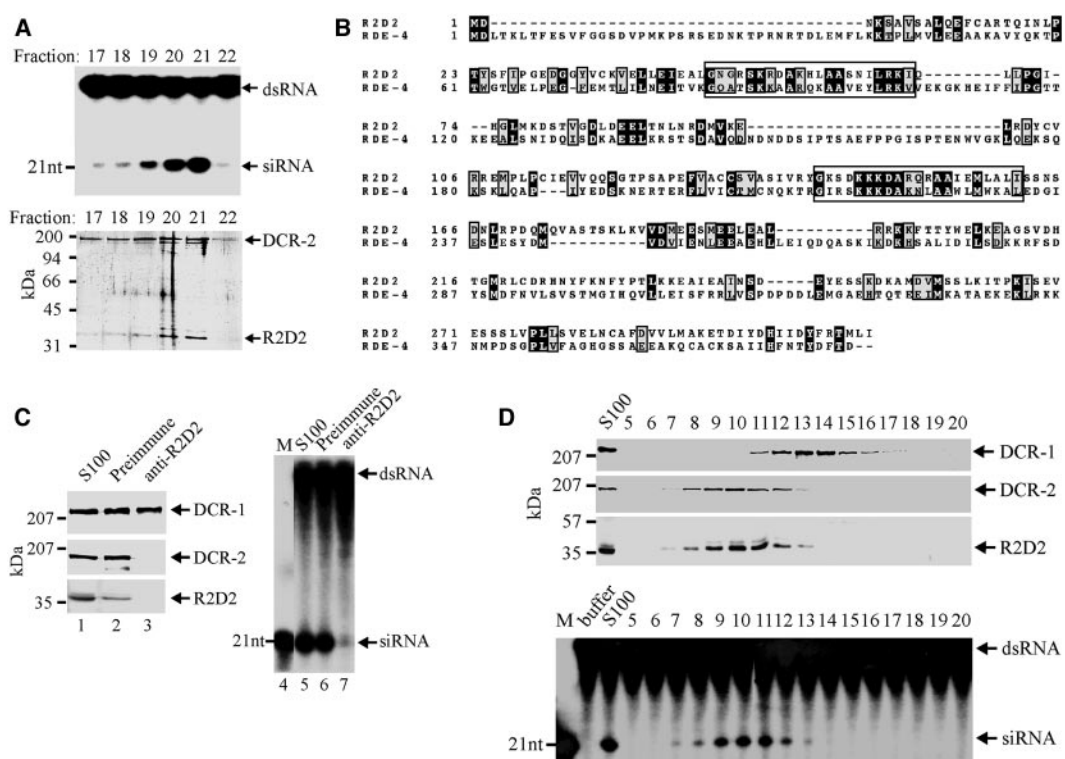 A
Fraction: 17 18 19 20 21 22
dsRNA
21nt
siRNA
Fraction: 17 18 19 20 21 22
kDa
200
94
66
45
31
DCR-2
R2D2
B
R2D2 1 MD---------------------------------------NKSAVSALQEFCARTQINLP
RDE-4 1 MDLTKLTFESVFGGSDVPMKPSRSEDNKTPRNRTDLEMFLKKTPLMVLEEAAKAVYQKTP
R2D2 23 TYSFIPGEDGGYVCKVELLEIEALGNGRSKRDAKHLAASNILRKIQ--------LLPGI-
RDE-4 61 TWGTVELPEG-FEMTLILNEITVKGQATSKKAARQKAAVEYLRKVVEKGKHEIFFIPGTT
R2D2 74 ---HGLMKDSTVGDLDEELTNLNRDMVKE-------------------------LRDYCV
RDE-4 120
R2D2 106 RREMPLPCIEVVQQSGTPSAPEFVACCSVASIVRYGKSDKKKDARQRAAIEMLALISSNS
RDE-4 180 KSKLQAP---IYEDSKNERTERFLVICTMCNQKTRGIRSKKKDAKNLAAWLMWKALEDGI
R2D2 166 DNLRPDQMQVASTSKLKVVDMEESMEELEAL----------RRKKFTTYWELKEAGSVDH
RDE-4 237 ESLESYDM----------VDVIENLEEAEHLLEIQDQASKIKDKHSALIDILSDKKRFSD
R2D2 216 TGMRLCDRHNYFKNFYPTLKKEAIEAINSD-----EYESSKDKAMDVMSSLKITPKISEV
RDE-4 287 YSMDFNVLSVSTMGIHQVLLEISFRRLVSPDPDDLEMGAEHTQTEEIMKATAEKEKLRKK
R2D2 271 ESSSLVPLLSVELNCAFDVVLMAKETDIYDHIIDYFRTMLI
RDE-4 347 NMPDSGPLVFAGHGSSAEEAKQCACKSAIIHFNTYDFTD--
C
S100
Preimmune
anti-R2D2
kDa
207
DCR-1
207
DCR-2
35
R2D2
1 2 3
M
S100
Preimmune
anti-R2D2
dsRNA
21nt
siRNA
4 5 6 7
D
S100 5 6 7 8 9 10 11 12 13 14 15 16 17 18 19 20
kDa
207
DCR-1
207
DCR-2
57
35
R2D2
M buffer S100 5 6 7 8 9 10 11 12 13 14 15 16 17 18 19 20
dsRNA
21nt
siRNA